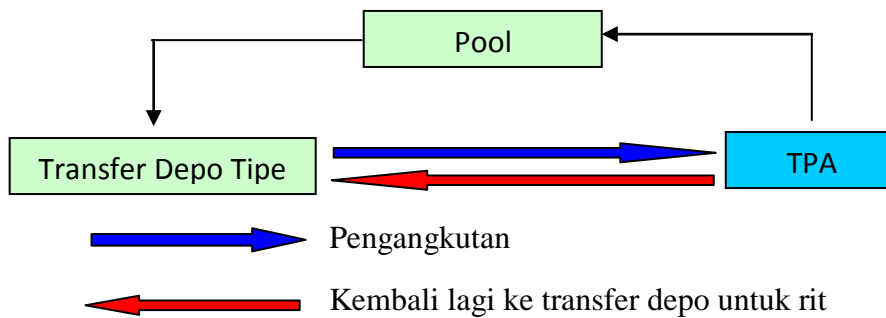 Pool
Transfer Depo Tipe
TPA
Pengangkutan
Kembali lagi ke transfer depo untuk rit